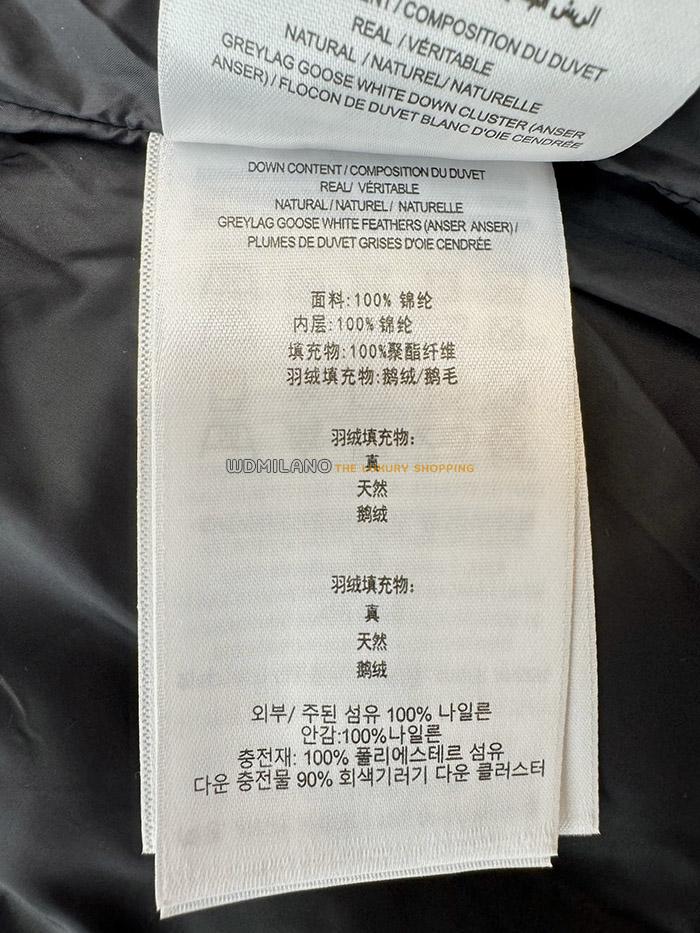 CONTENT / COMPOSITION DU DUVET
REAL / VÉRITABLE
NATURAL / NATUREL/ NATURELLE
GREYLAG GOOSE WHITE DOWN CLUSTER (ANSER
ANSER) / FLOCON DE DUVET BLANC D'OIE CENDRÉE
DOWN CONTENT / COMPOSITION DU DUVET
REAL/ VÉRITABLE
NATURAL / NATUREL / NATURELLE
GREYLAG GOOSE WHITE FEATHERS (ANSER ANSER) /
PLUMES DE DUVET GRISES D'OIE CENDRÉE
面料:100% 锦纶
内层:100% 锦纶
填充物:100%聚酯纤维
羽绒填充物:鹅绒/鹅毛
羽绒填充物:
真
WDMILANO THE LUXURY SHOPPING
天然
鹅绒
羽绒填充物:
真
天然
鹅绒
외부/ 주된 섬유 100% 나일론
안감:100%나일론
충전재: 100% 폴리에스테르 섬유
다운 충전물 90% 회색기러기 다운 클러스터